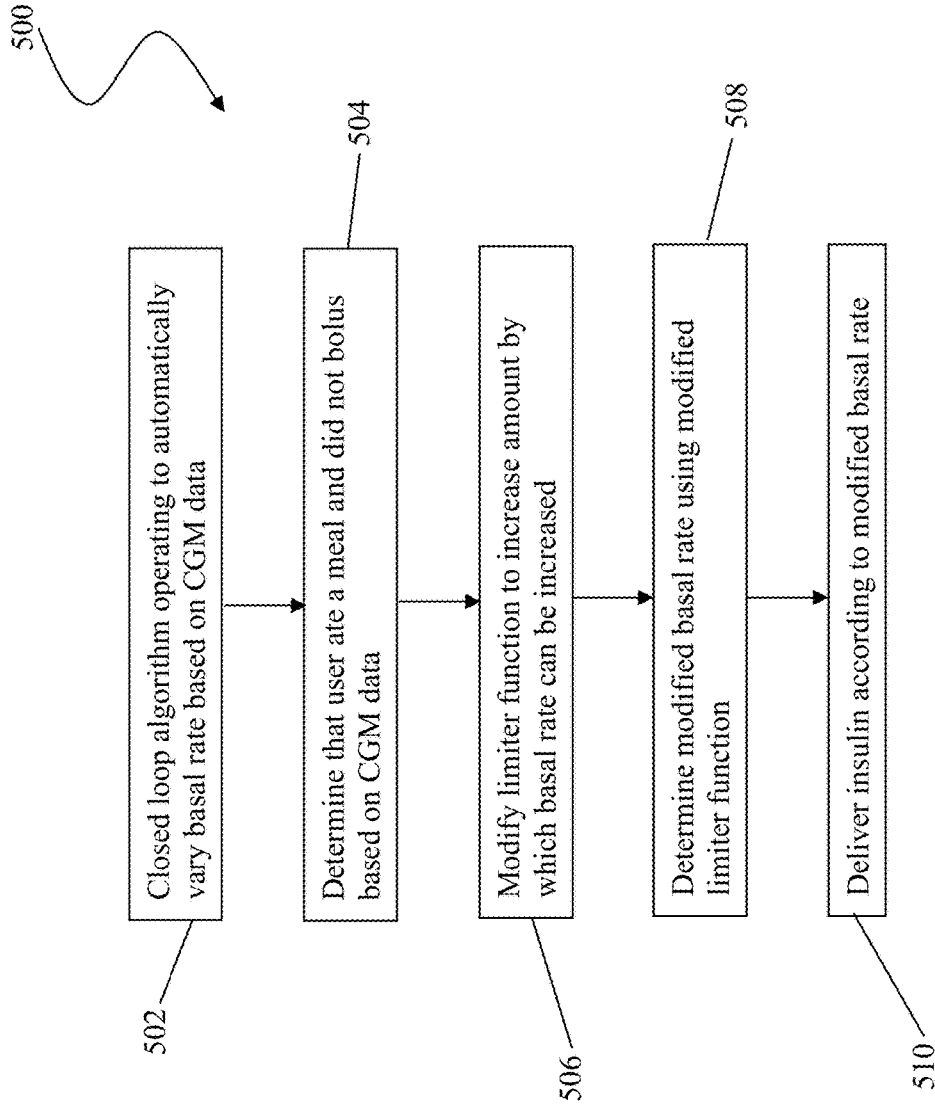 500
Closed loop algorithm operating to automatically
vary basal rate based on CGM data
502
Determine that user ate a meal and did not bolus
based on CGM data
504
Modify limiter function to increase amount by
which basal rate can be increased
506
Determine modified basal rate using modified
limiter function
508
Deliver insulin according to modified basal rate
510